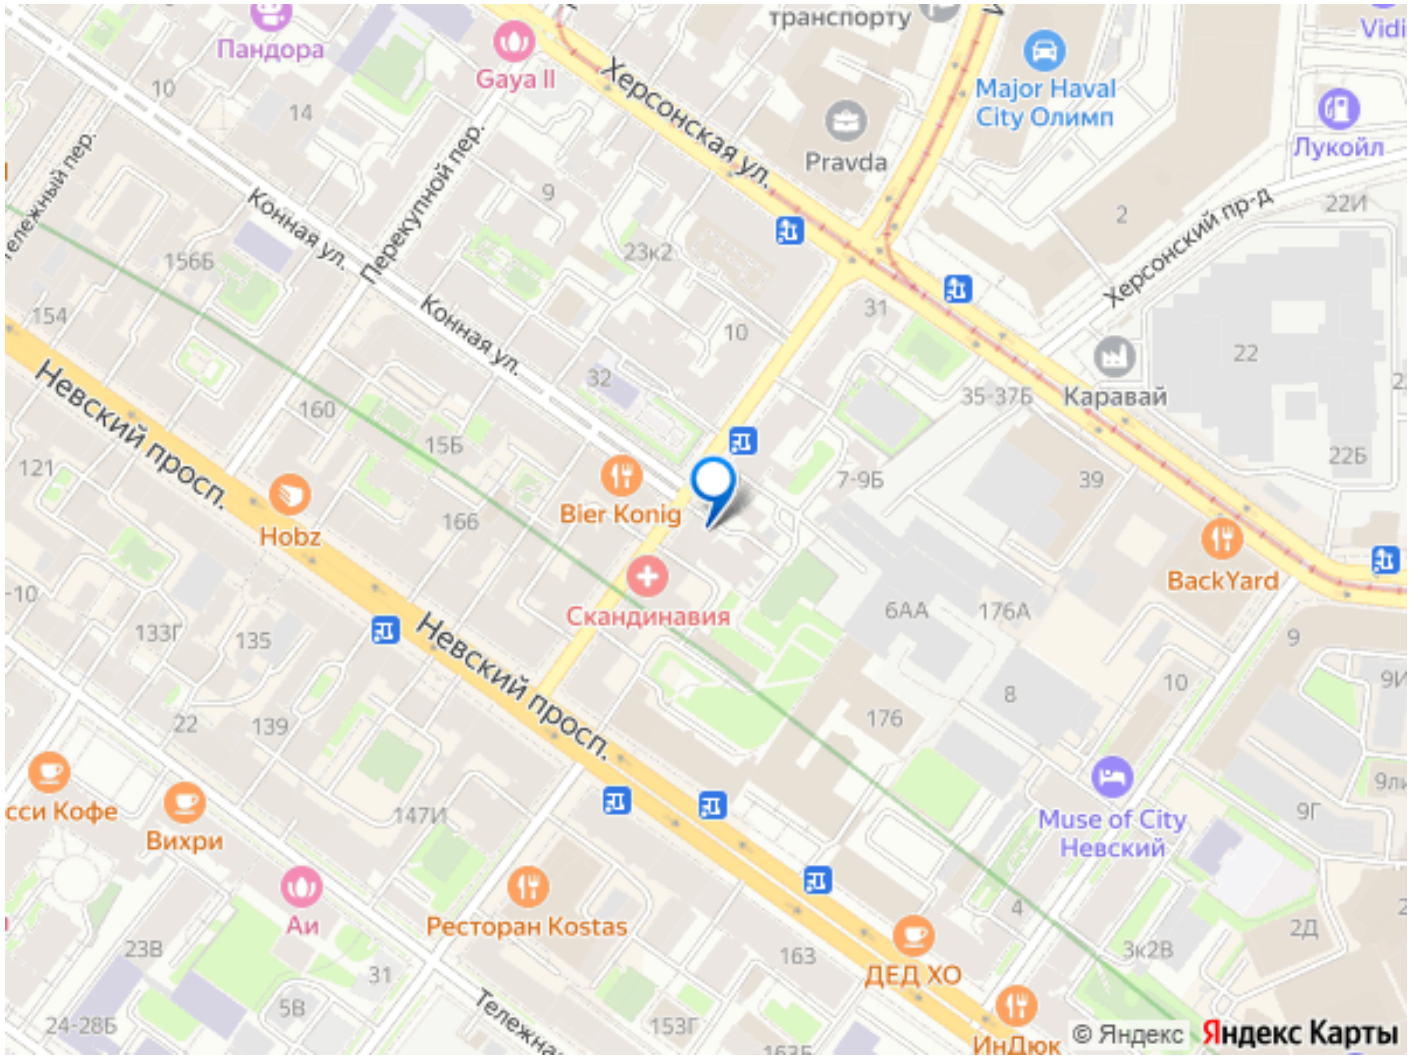 транспорту
Vidi
Пандора
Gaya II
Херсонская ул.
Major Haval
City Олимп
10
14
Pravda
Лукойл
Перекупной пер.
9
2
22И
Конная ул.
23к2
Херсонский пр-д
156Б
154
Конная ул.
10
31
22
32
35-37Б
Каравай
Невский просп.
160
15Б
121
7-9Б
39
22Б
Hobz
166
Bier Konig
BackYard
Скандинавия
6АА
176А
133Г
135
Невский просп.
9
8
10
22
139
176
9Г
147И
Вихри
Muse of City
Невский
Аи
Ресторан Kostas
4
2Д
23В
31
163
ДЕД ХО
3к2В
5В
24-28Б
153Г
ИнДюк
© Яндекс
Яндекс Карты